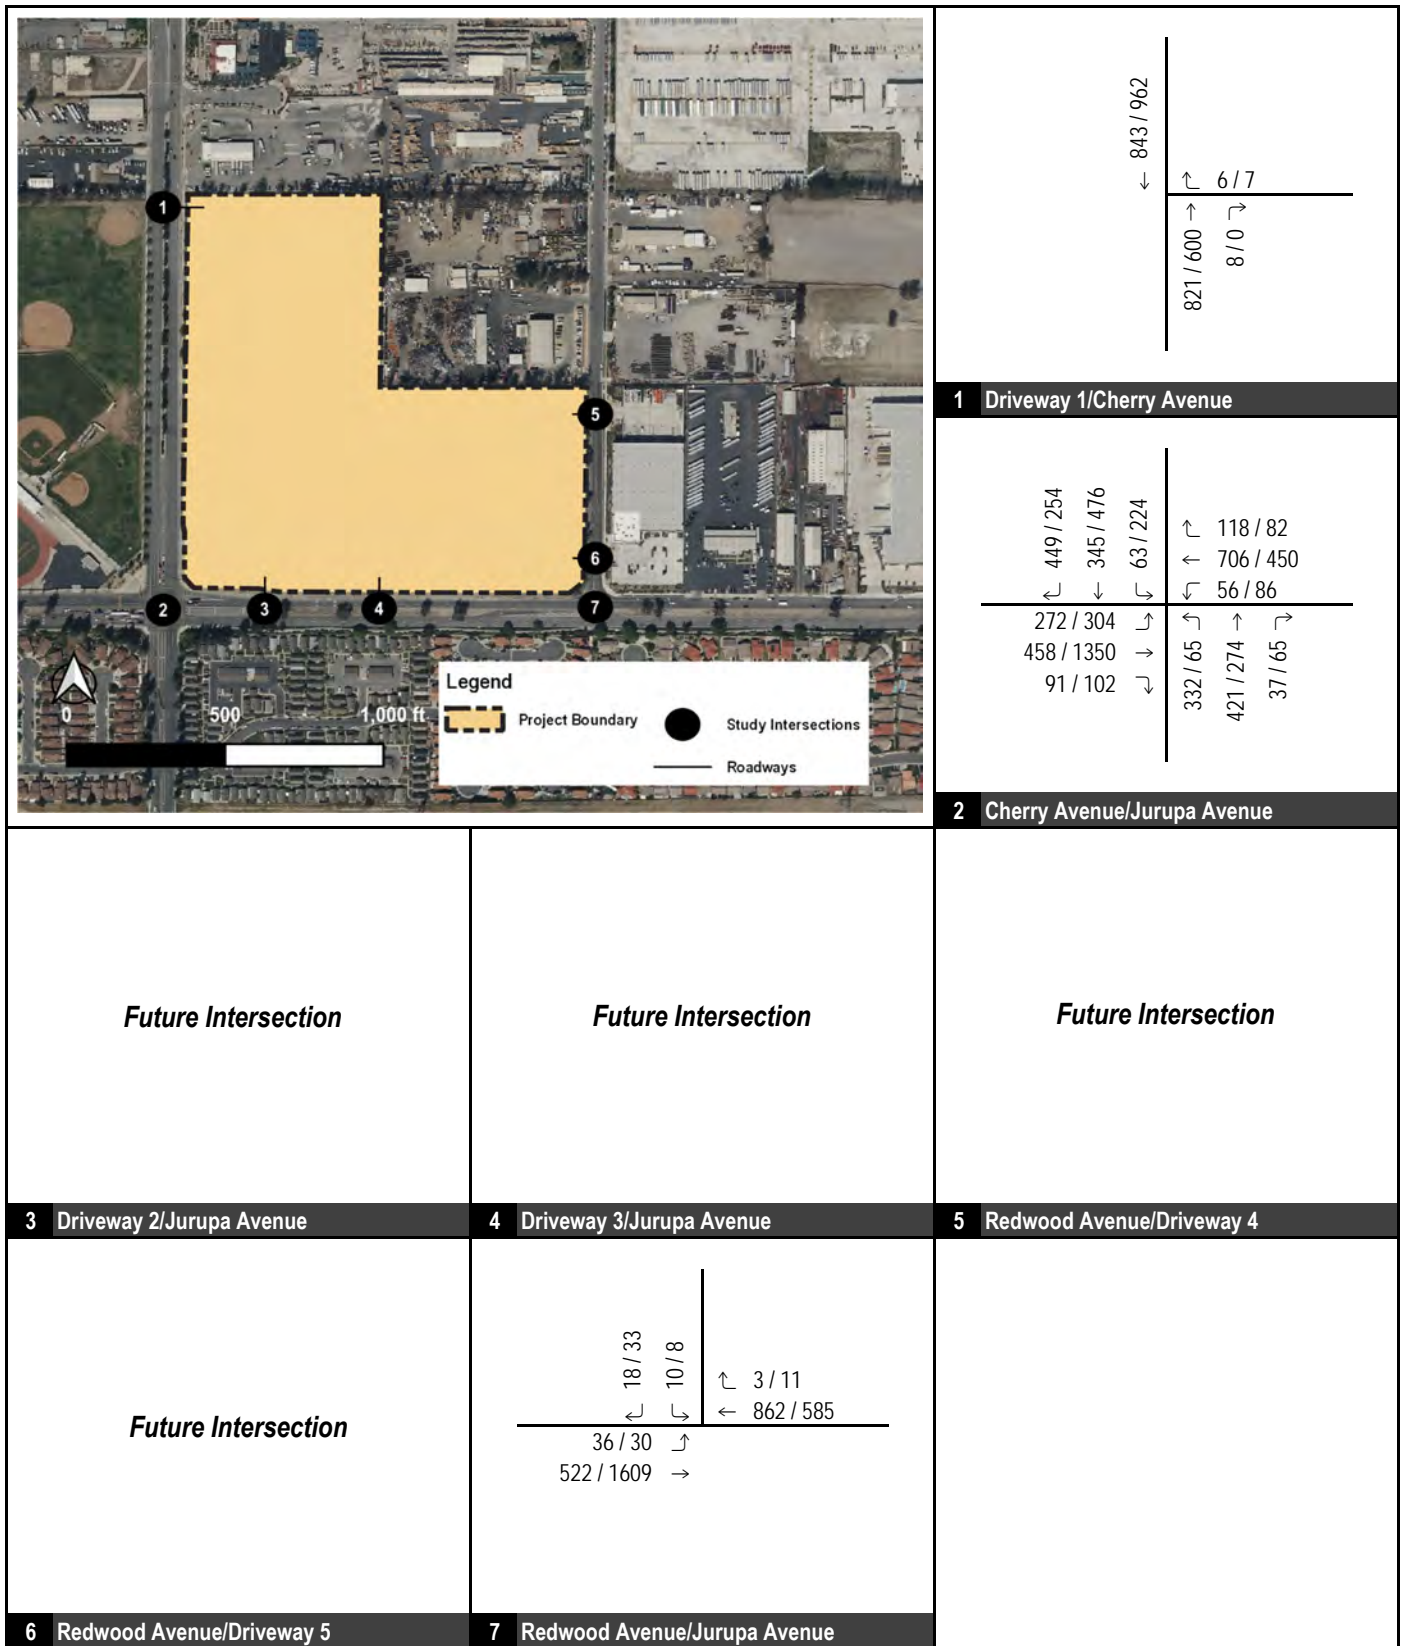 1
2
3
4
5
6
7
0
500
1,000 ft
Legend
Project Boundary
Study Intersections
Roadways
843 / 962
6 / 7
821 / 600
8 / 0
1 Driveway 1/Cherry Avenue
449 / 254
345 / 476
63 / 224
118 / 82
706 / 450
56 / 86
272 / 304
458 / 1350
91 / 102
332 / 65
421 / 274
37 / 65
2 Cherry Avenue/Jurupa Avenue
Future Intersection
3 Driveway 2/Jurupa Avenue
Future Intersection
4 Driveway 3/Jurupa Avenue
Future Intersection
5 Redwood Avenue/Driveway 4
Future Intersection
6 Redwood Avenue/Driveway 5
18 / 33
10 / 8
3 / 11
862 / 585
36 / 30
522 / 1609
7 Redwood Avenue/Jurupa Avenue